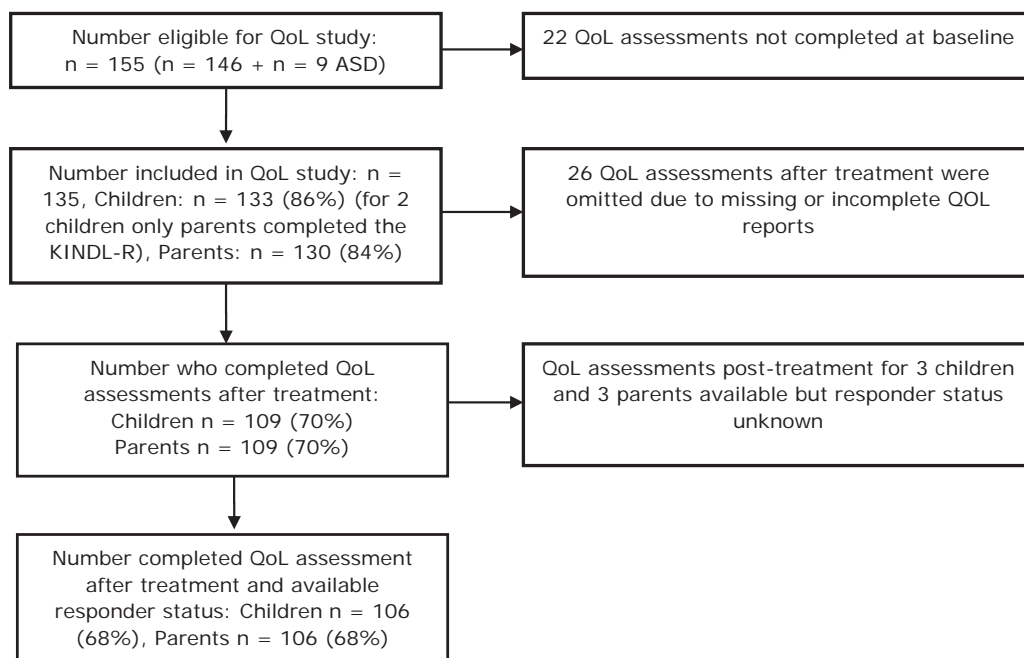 Number eligible for QoL study:
n = 155 (n = 146 + n = 9 ASD)
22 QoL assessments not completed at baseline
Number included in QoL study: n =
135, Children: n = 133 (86%) (for 2
children only parents completed the
KINDL-R), Parents: n = 130 (84%)
26 QoL assessments after treatment were
omitted due to missing or incomplete QOL
reports
Number who completed QoL
assessments after treatment:
Children n = 109 (70%)
Parents n = 109 (70%)
QoL assessments post-treatment for 3 children
and 3 parents available but responder status
unknown
Number completed QoL assessment
after treatment and available
responder status: Children n = 106
(68%), Parents n = 106 (68%)